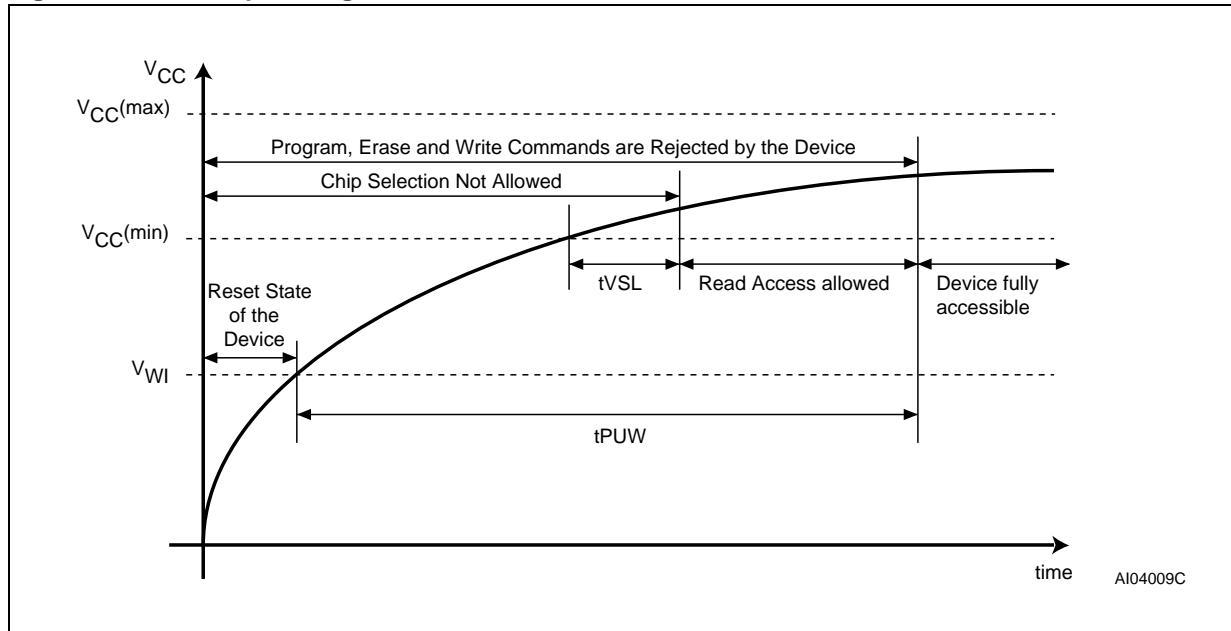 VCC
VCC(max)
Program, Erase and Write Commands are Rejected by the Device
Chip Selection Not Allowed
VCC(min)
tVSL
Read Access allowed
Device fully
accessible
Reset State
of the
Device
VWI
tPUW
time
AI04009C